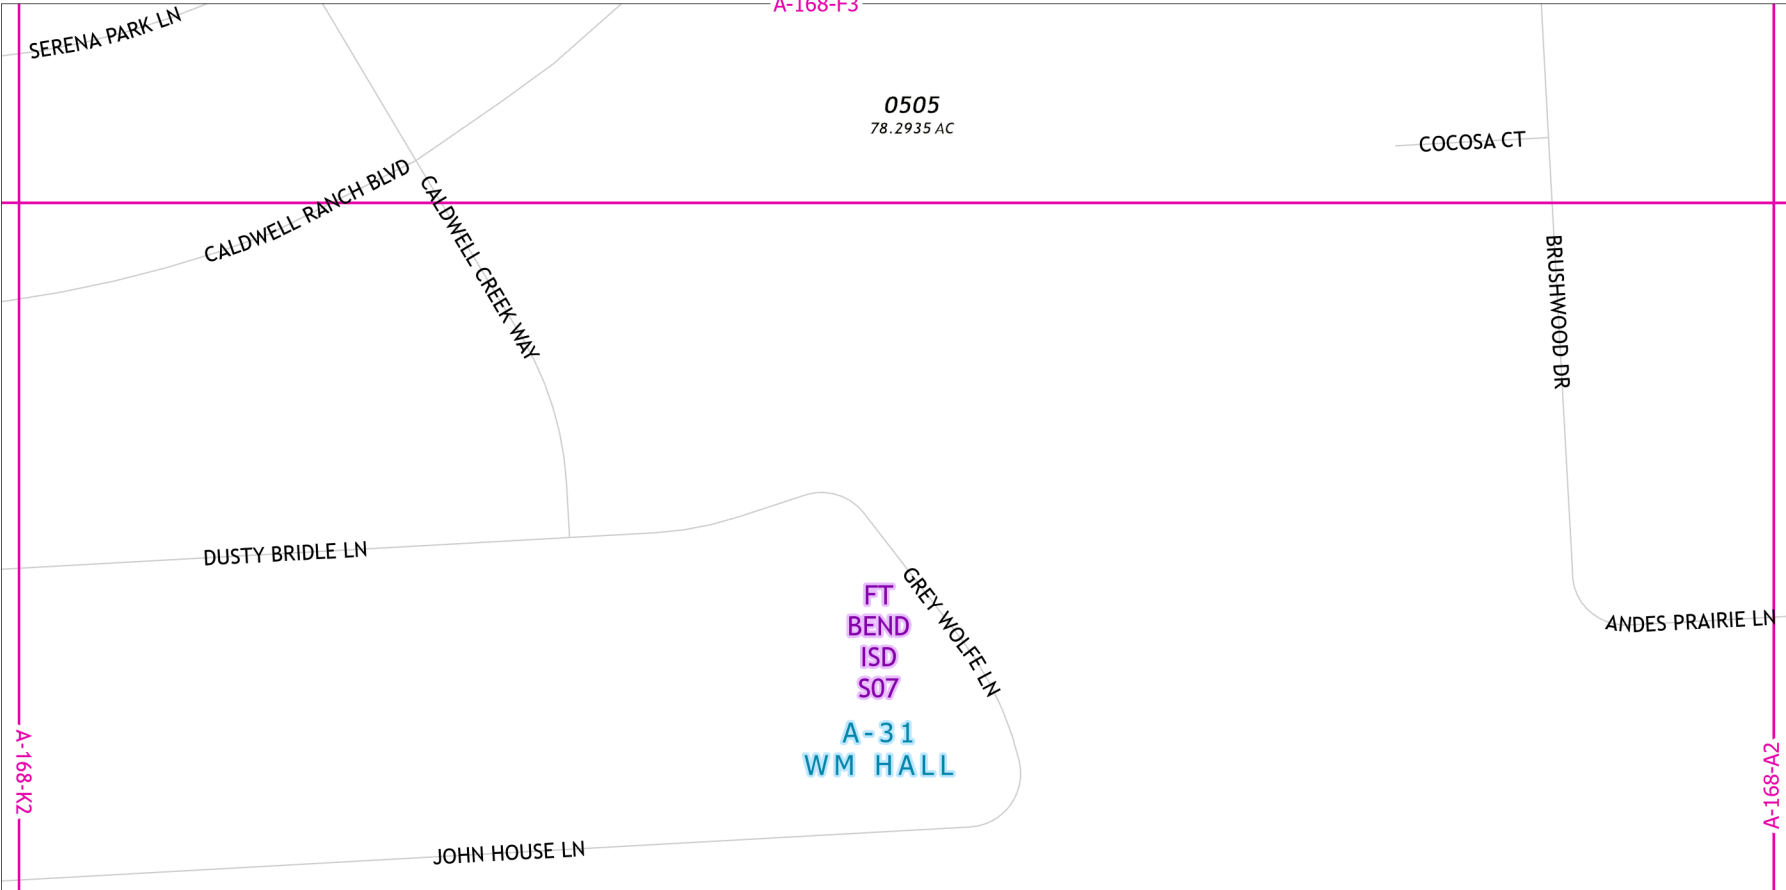 A-168-F3
SERENA PARK LN
0505
78.2935 AC
COCOSA CT
CALDWELL RANCH BLVD
CALDWELL CREEK WAY
BRUSHWOOD DR
DUSTY BRIDLE LN
GREY WOLFE LN
FT
BEND
ISD
S07
ANDES PRAIRIE LN
A-31
WM HALL
A-168-K2
A-168-A2
JOHN HOUSE LN